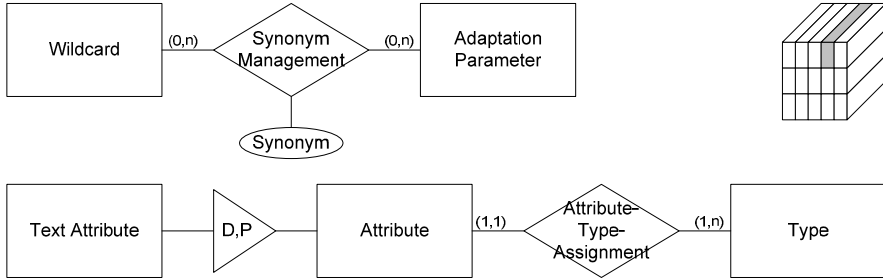 Wildcard
(0,n)
Synonym
Management
(0,n)
Adaptation
Parameter
Synonym
Text Attribute
D,P
Attribute
(1,1)
Attribute-
Type-
Assignment
(1,n)
Type